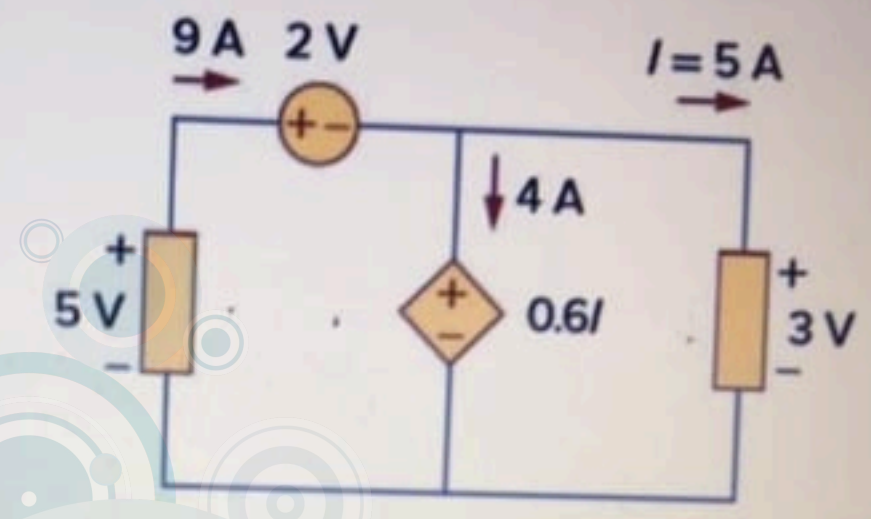 9 A 2 V
I = 5 A
4 A
+ -
+
5 V
-
+
-
0.6I
+
3 V
-